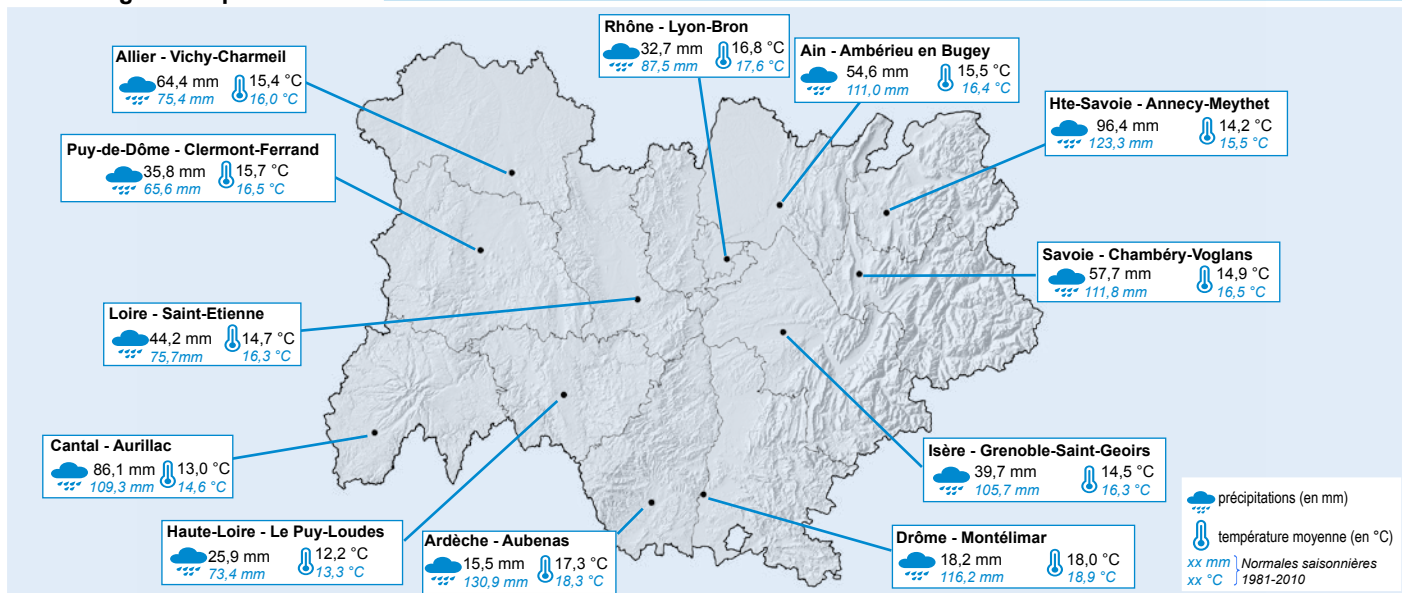 Rhône - Lyon-Bron
32,7 mm 16,8 °C
87,5 mm 17,6 °C
Ain - Ambérieu en Bugey
54,6 mm 15,5 °C
111,0 mm 16,4 °C
Allier - Vichy-Charmeil
64,4 mm 15,4 °C
75,4 mm 16,0 °C
Hte-Savoie - Annecy-Meythet
96,4 mm 14,2 °C
123,3 mm 15,5 °C
Puy-de-Dôme - Clermont-Ferrand
35,8 mm 15,7 °C
65,6 mm 16,5 °C
Savoie - Chambéry-Voglans
57,7 mm 14,9 °C
111,8 mm 16,5 °C
Loire - Saint-Etienne
44,2 mm 14,7 °C
75,7mm 16,3 °C
Cantal - Aurillac
86,1 mm 13,0 °C
109,3 mm 14,6 °C
Isère - Grenoble-Saint-Geoirs
39,7 mm 14,5 °C
105,7 mm 16,3 °C
Haute-Loire - Le Puy-Loudes
25,9 mm 12,2 °C
73,4 mm 13,3 °C
Ardèche - Aubenas
15,5 mm 17,3 °C
130,9 mm 18,3 °C
Drôme - Montélimar
18,2 mm 18,0 °C
116,2 mm 18,9 °C
précipitations (en mm)
température moyenne (en °C)
xx mm Normales saisonnières
xx °C 1981-2010